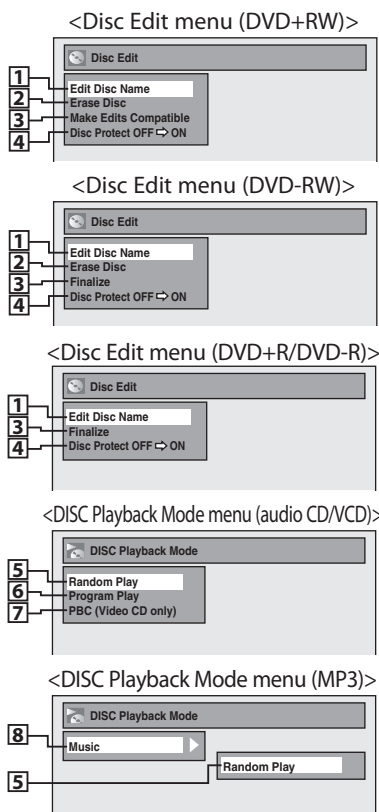 <Disc Edit menu (DVD+RW)>
Disc Edit
1 Edit Disc Name
2 Erase Disc
3 Make Edits Compatible
4 Disc Protect OFF ⇨ ON
<Disc Edit menu (DVD-RW)>
Disc Edit
1 Edit Disc Name
2 Erase Disc
3 Finalize
4 Disc Protect OFF ⇨ ON
<Disc Edit menu (DVD+R/DVD-R)>
Disc Edit
1 Edit Disc Name
3 Finalize
4 Disc Protect OFF ⇨ ON
<DISC Playback Mode menu (audio CD/VCD)>
DISC Playback Mode
5 Random Play
6 Program Play
7 PBC (Video CD only)
<DISC Playback Mode menu (MP3)>
DISC Playback Mode
8 Music
5 Random Play